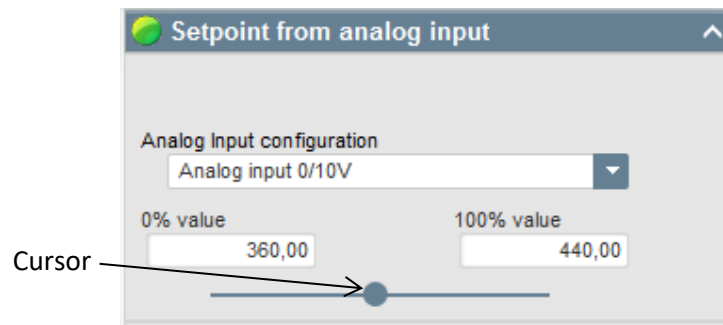 Setpoint from analog input
Analog Input configuration
Analog input 0/10V
0% value 100% value
360,00 440,00
Cursor